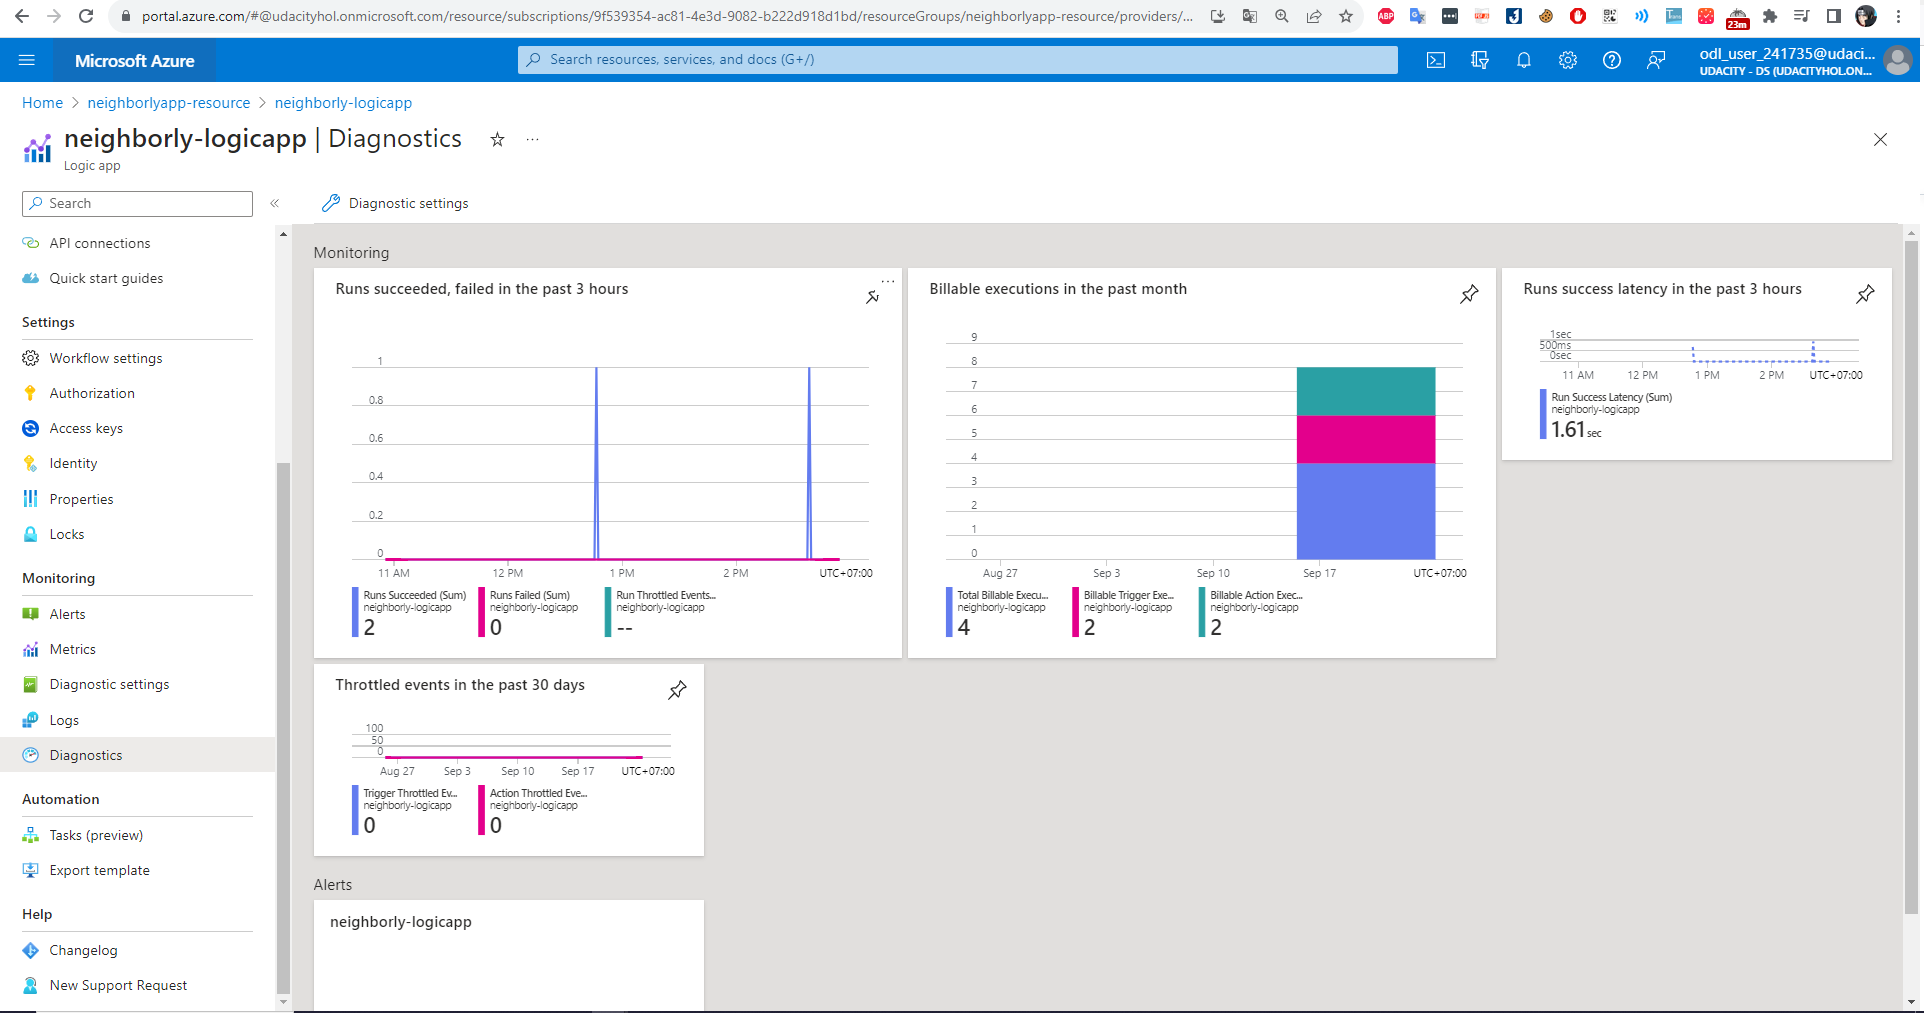 portal.azure.com/#@udacityhol.onmicrosoft.com/resource/subscriptions/9f539354-ac81-4e3d-9082-b222d918d1bd/resourceGroups/neighborlyapp-resource/providers/...
ABP
23m
Microsoft Azure
Search resources, services, and docs (G+/)
odl_user_241735@udaci...
UDACITY - DS (UDACITYHOL.ON...
Home > neighborlyapp-resource > neighborly-logicapp
neighborly-logicapp | Diagnostics
Logic app
Search
Diagnostic settings
API connections
Quick start guides
Settings
Workflow settings
Authorization
Access keys
Identity
Properties
Locks
Monitoring
Alerts
Metrics
Diagnostic settings
Logs
Diagnostics
Automation
Tasks (preview)
Export template
Help
Changelog
New Support Request
Monitoring
Runs succeeded, failed in the past 3 hours
1
0.8
0.6
0.4
0.2
0
11 AM 12 PM 1 PM 2 PM UTC+07:00
Runs Succeeded (Sum)
neighborly-logicapp
2
Runs Failed (Sum)
neighborly-logicapp
0
Run Throttled Events...
neighborly-logicapp
--
Billable executions in the past month
9
8
7
6
5
4
3
2
1
0
Aug 27 Sep 3 Sep 10 Sep 17 UTC+07:00
Total Billable Execu...
neighborly-logicapp
4
Billable Trigger Exe...
neighborly-logicapp
2
Billable Action Exec...
neighborly-logicapp
2
Runs success latency in the past 3 hours
1sec
500ms
0sec
11 AM 12 PM 1 PM 2 PM UTC+07:00
Run Success Latency (Sum)
neighborly-logicapp
1.61 sec
Throttled events in the past 30 days
100
50
0
Aug 27 Sep 3 Sep 10 Sep 17 UTC+07:00
Trigger Throttled Ev...
neighborly-logicapp
0
Action Throttled Eve...
neighborly-logicapp
0
Alerts
neighborly-logicapp